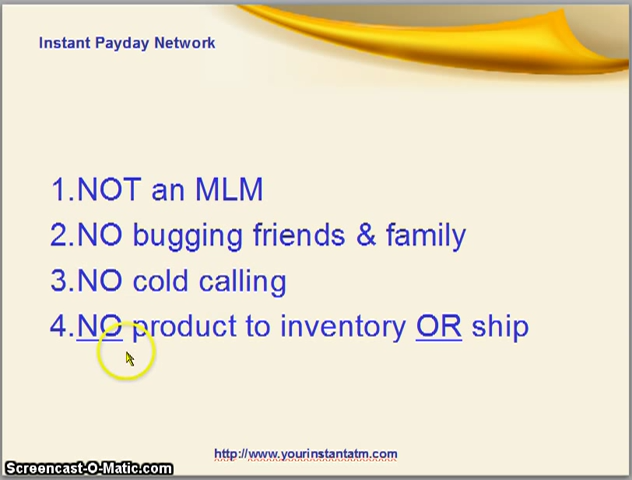 Instant Payday Network
1.NOT an MLM
2.NO bugging friends & family
3.NO cold calling
4.NO product to inventory OR ship
http://www.yourinstantatm.com
Screencast-O-Matic.com